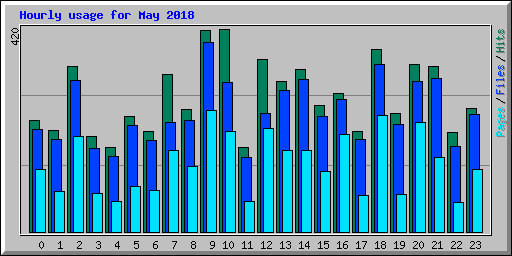 Hourly usage for May 2018
420
Pages/Files/Hits
0 1 2 3 4 5 6 7 8 9 10 11 12 13 14 15 16 17 18 19 20 21 22 23